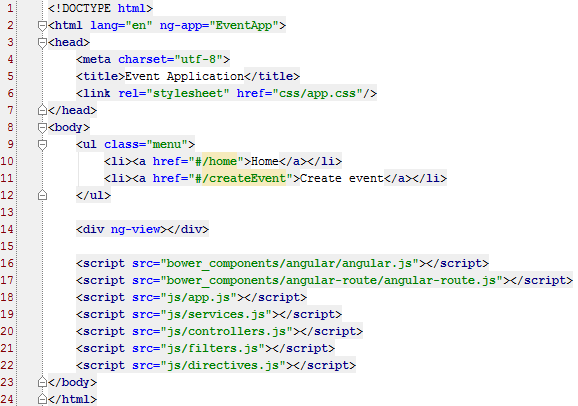 1 <!DOCTYPE html>
2 <html lang="en" ng-app="EventApp">
3 <head>
4     <meta charset="utf-8">
5     <title>Event Application</title>
6     <link rel="stylesheet" href="css/app.css"/>
7 </head>
8 <body>
9     <ul class="menu">
10         <li><a href="#/home">Home</a></li>
11         <li><a href="#/createEvent">Create event</a></li>
12     </ul>
13
14     <div ng-view></div>
15
16     <script src="bower_components/angular/angular.js"></script>
17     <script src="bower_components/angular-route/angular-route.js"></script>
18     <script src="js/app.js"></script>
19     <script src="js/services.js"></script>
20     <script src="js/controllers.js"></script>
21     <script src="js/filters.js"></script>
22     <script src="js/directives.js"></script>
23 </body>
24 </html>